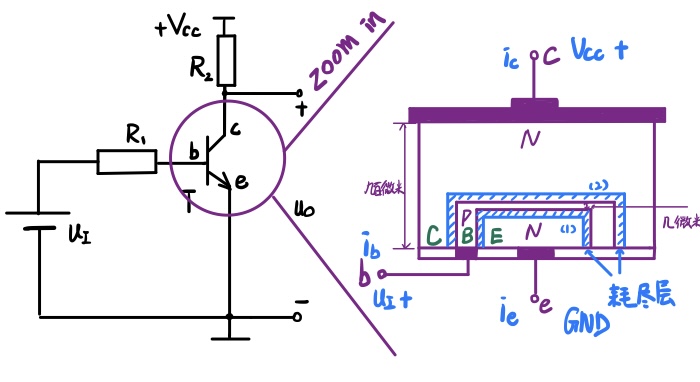 +Vcc
R₂
+
R₁
b
c
e
T
u₀
u_I
−
Zoom in
i_c
C
Vcc +
N
几百微米
(2)
P
C
B
E
N
(1)
几微米
i_b
b
u_I +
i_e
e
GND
耗尽层